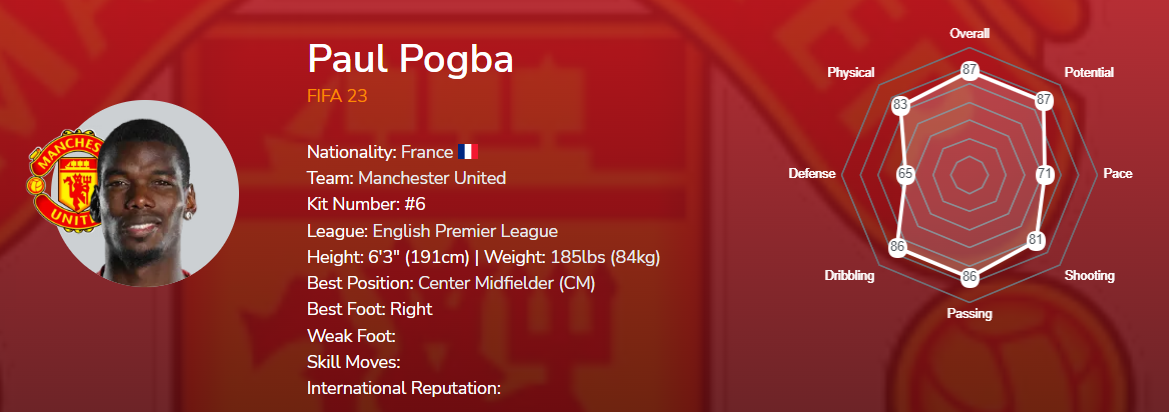 Paul Pogba
FIFA 23
Nationality: France
Team: Manchester United
Kit Number: #6
League: English Premier League
Height: 6'3" (191cm) | Weight: 185lbs (84kg)
Best Position: Center Midfielder (CM)
Best Foot: Right
Weak Foot:
Skill Moves:
International Reputation:
MANCHES
UNIT
Overall
87
Potential
87
Pace
71
Shooting
81
Passing
86
Dribbling
86
Defense
65
Physical
83